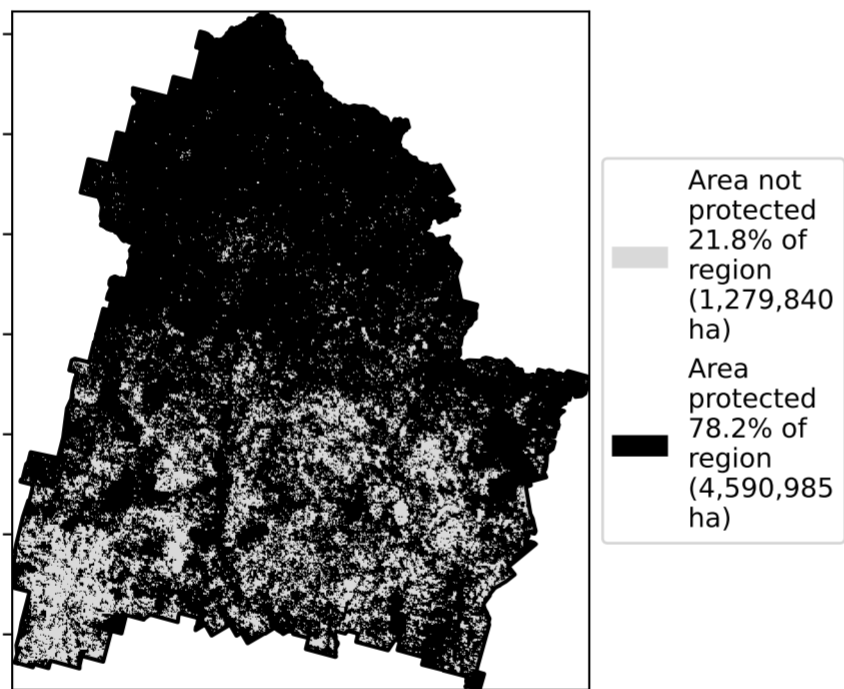 Area not
protected
21.8% of
region
(1,279,840
ha)
Area
protected
78.2% of
region
(4,590,985
ha)